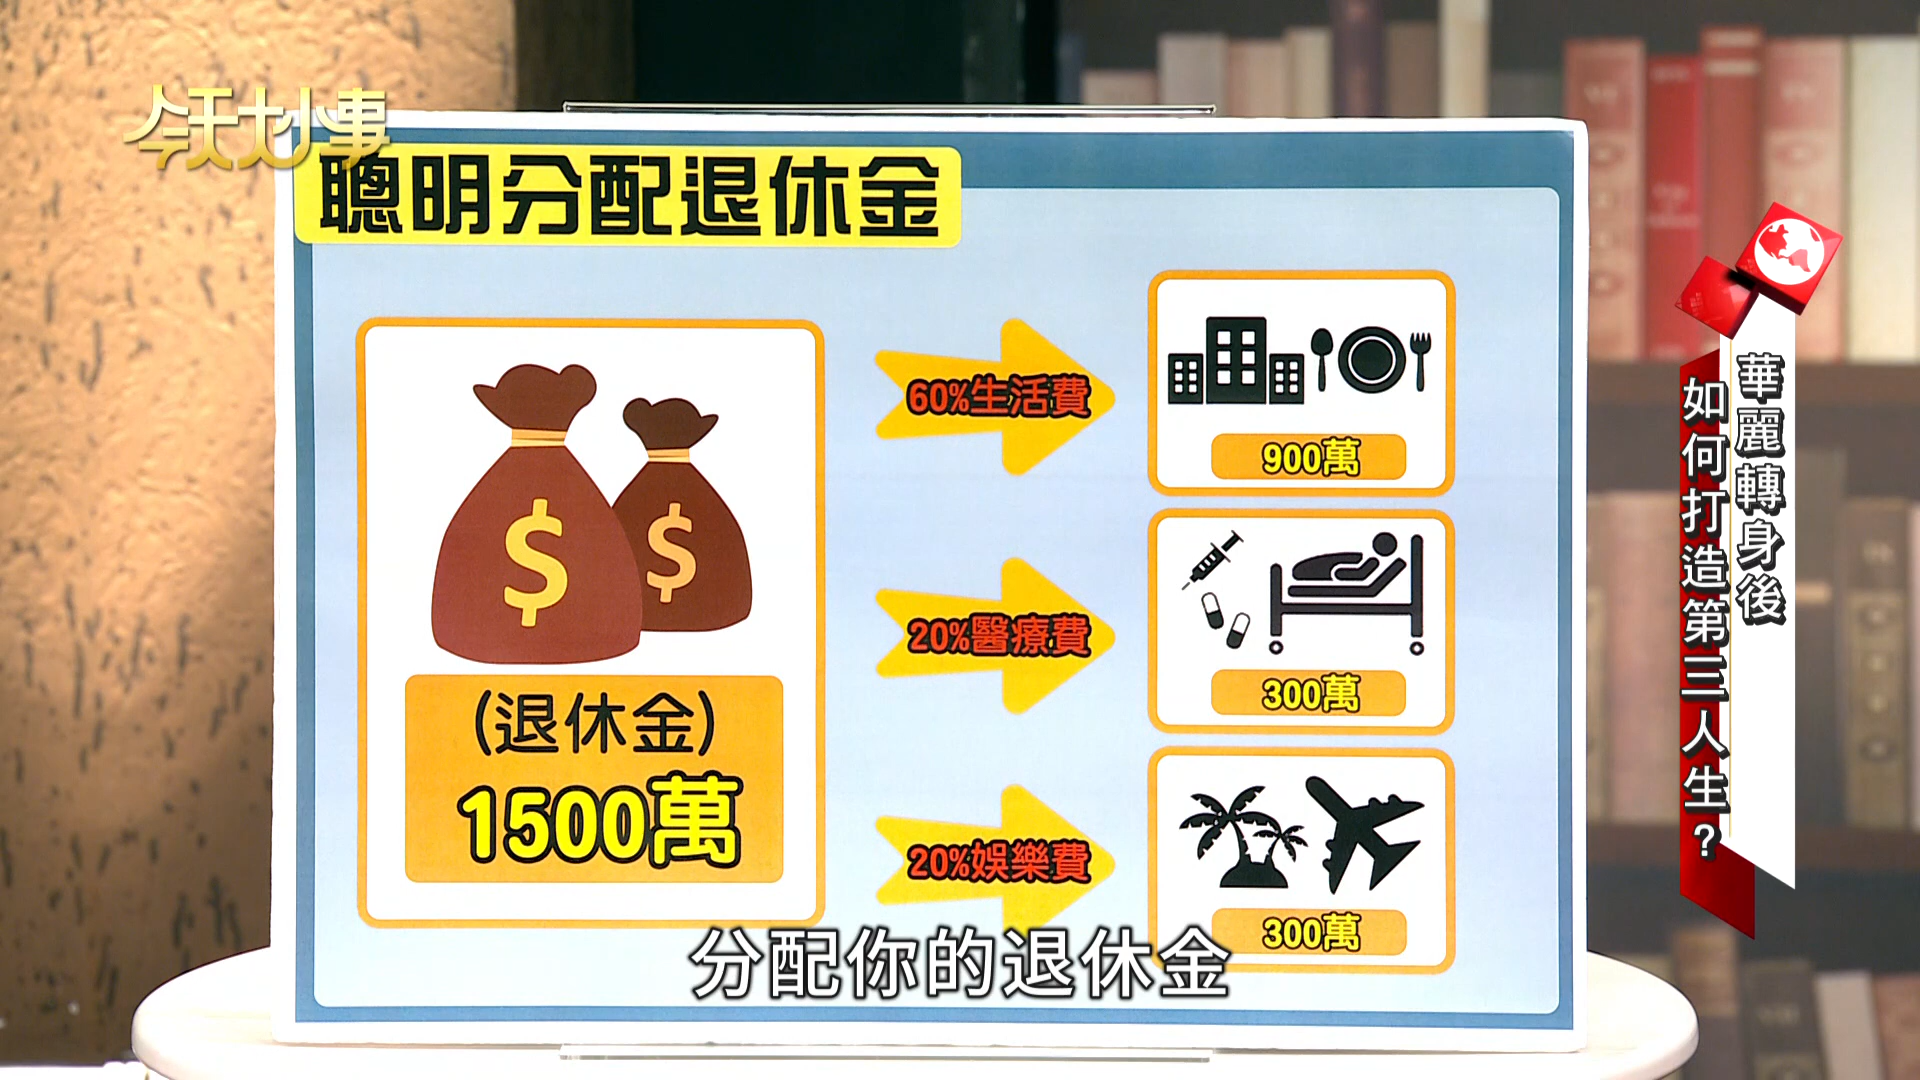 今天大小事
聰明分配退休金
(退休金)
1500萬
60%生活費
900萬
20%醫療費
300萬
20%娛樂費
300萬
華麗轉身後
如何打造第三人生？
分配你的退休金